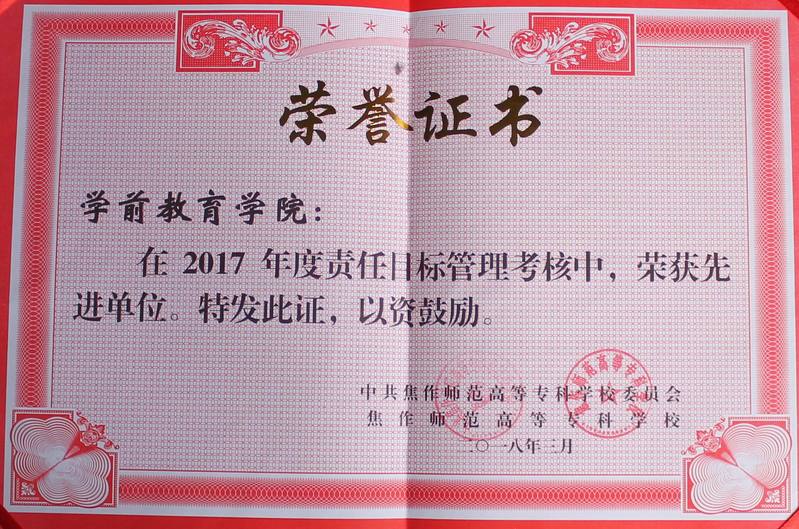 荣誉证书
学前教育学院：
在 2017 年度责任目标管理考核中，荣获先
进单位。特发此证，以资鼓励。
中共焦作师范高等专科学校委员会
焦作师范高等专科学校
二〇一八年三月